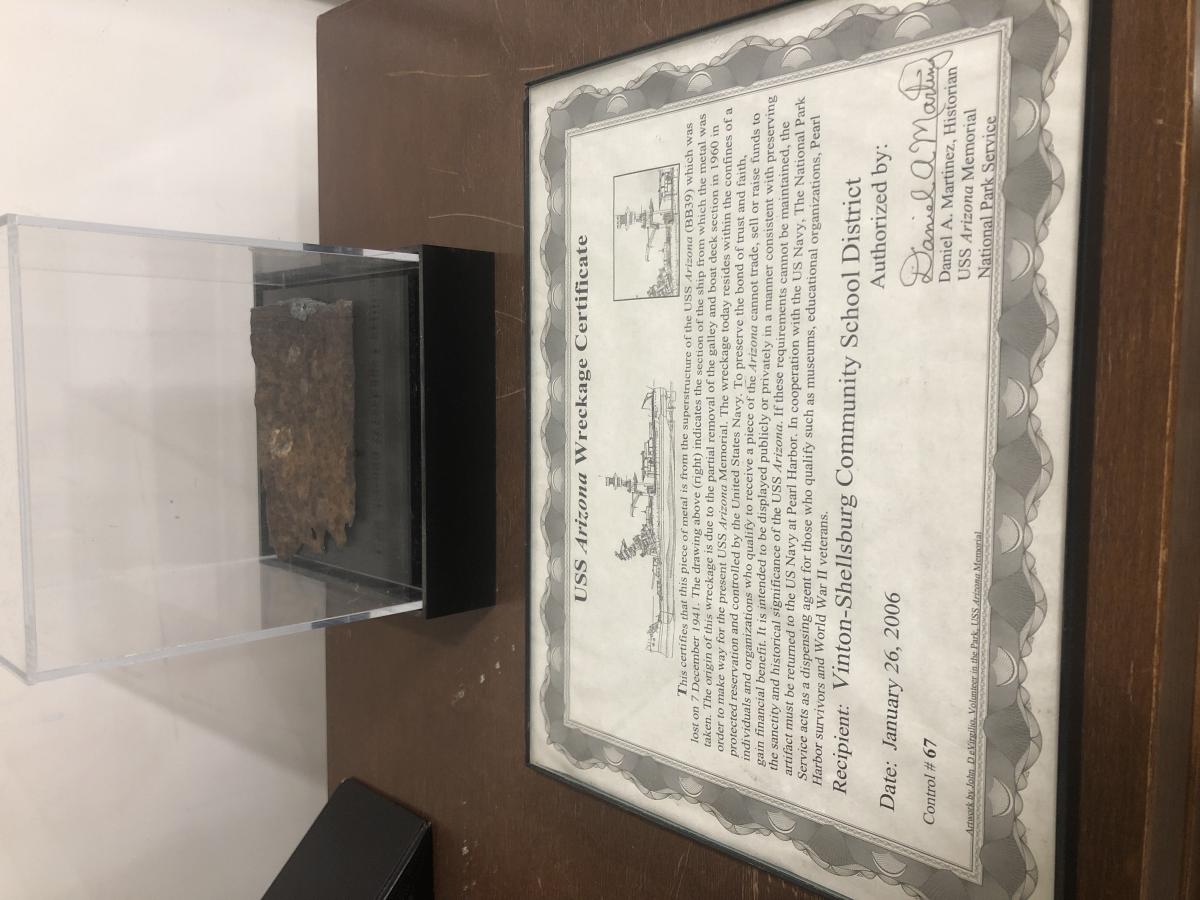 USS Arizona Wreckage Certificate
This certifies that this piece of metal is from the superstructure of the USS Arizona (BB39) which was
lost on 7 December 1941. The drawing above (right) indicates the section of the ship from which the metal was
taken. The origin of this wreckage is due to the partial removal of the galley and boat deck section in 1960 in
order to make way for the present USS Arizona Memorial. The wreckage today resides within the confines of a
protected reservation and controlled by the United States Navy. To preserve the bond of trust and faith,
individuals and organizations who qualify to receive a piece of the Arizona cannot trade, sell or raise funds to
gain financial benefit. It is intended to be displayed publicly or privately in a manner consistent with preserving
the sanctity and historical significance of the USS Arizona. If these requirements cannot be maintained, the
artifact must be returned to the US Navy at Pearl Harbor. In cooperation with the US Navy, The National Park
Service acts as a dispensing agent for those who qualify such as museums, educational organizations, Pearl
Harbor survivors and World War II veterans.
Recipient: Vinton-Shellsburg Community School District
Date: January 26, 2006
Authorized by:
Daniel A Martinez
Daniel A. Martinez, Historian
USS Arizona Memorial
National Park Service
Control # 67
Artwork by John DeVirgilio, Volunteer in the Park, USS Arizona Memorial